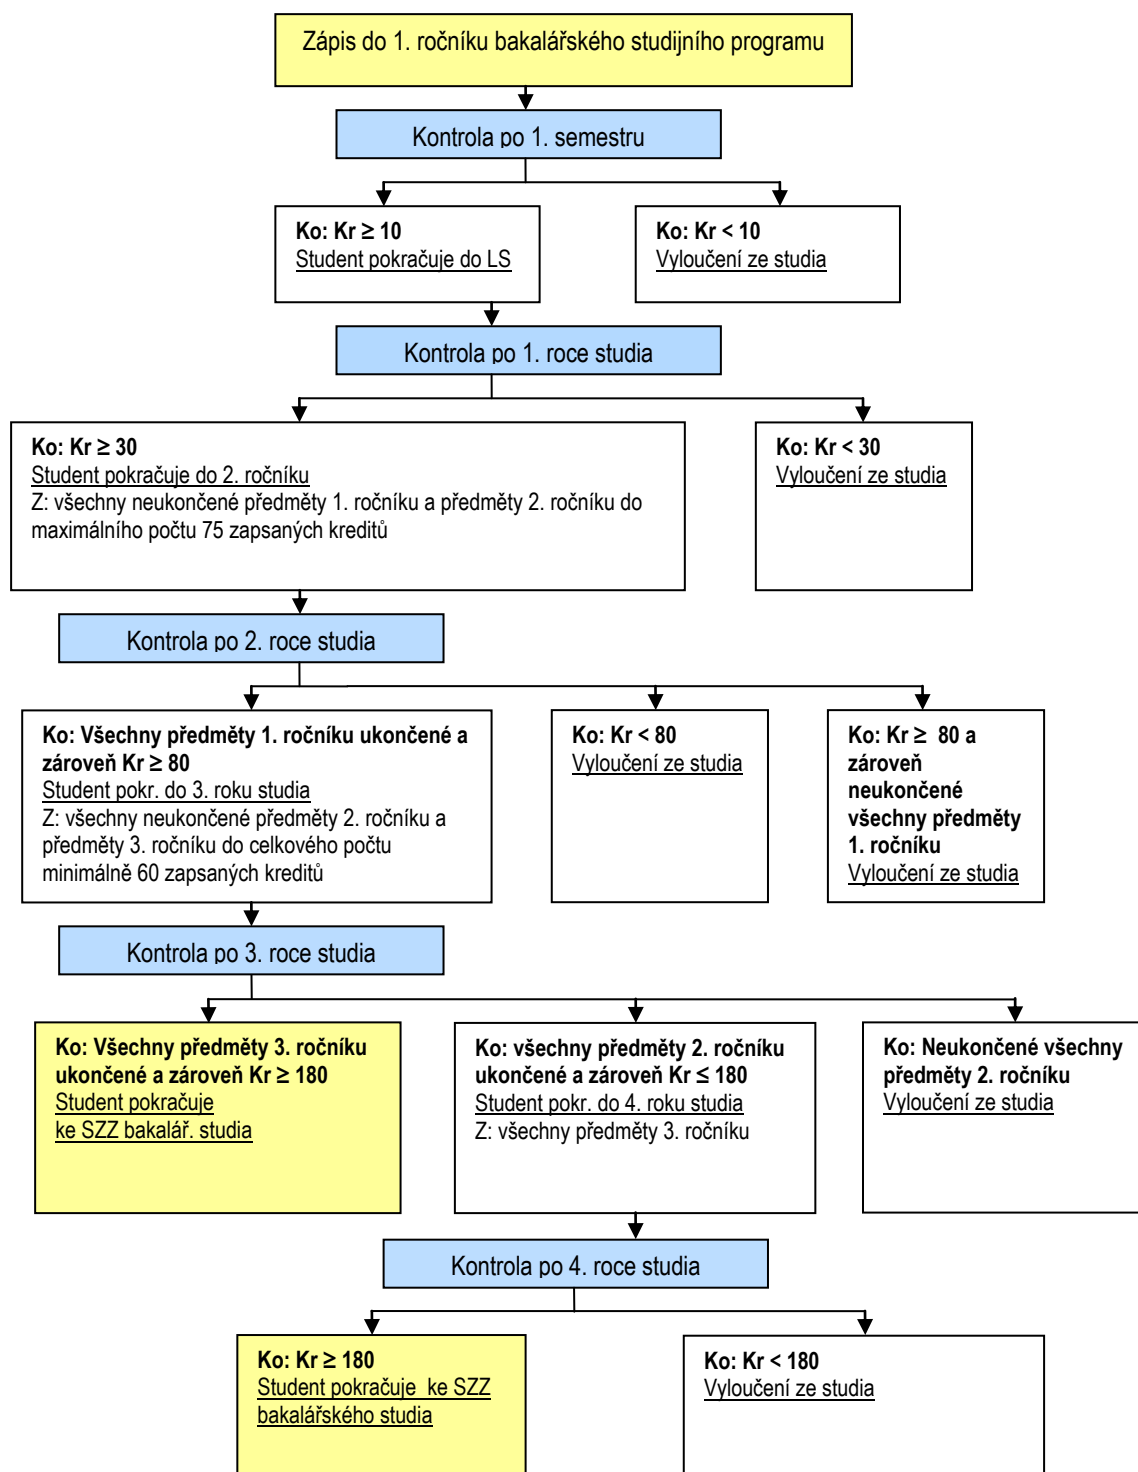 Zápis do 1. ročníku bakalářského studijního programu
Kontrola po 1. semestru
Ko: Kr ≥ 10
Student pokračuje do LS
Ko: Kr < 10
Vyloučení ze studia
Kontrola po 1. roce studia
Ko: Kr ≥ 30
Student pokračuje do 2. ročníku
Z: všechny neukončené předměty 1. ročníku a předměty 2. ročníku do
maximálního počtu 75 zapsaných kreditů
Ko: Kr < 30
Vyloučení ze studia
Kontrola po 2. roce studia
Ko: Všechny předměty 1. ročníku ukončené a
zároveň Kr ≥ 80
Student pokr. do 3. roku studia
Z: všechny neukončené předměty 2. ročníku a
předměty 3. ročníku do celkového počtu
minimálně 60 zapsaných kreditů
Ko: Kr < 80
Vyloučení ze studia
Ko: Kr ≥ 80 a
zároveň
neukončené
všechny předměty
1. ročníku
Vyloučení ze studia
Kontrola po 3. roce studia
Ko: Všechny předměty 3. ročníku
ukončené a zároveň Kr ≥ 180
Student pokračuje
ke SZZ bakalář. studia
Ko: všechny předměty 2. ročníku
ukončené a zároveň Kr ≤ 180
Student pokr. do 4. roku studia
Z: všechny předměty 3. ročníku
Ko: Neukončené všechny
předměty 2. ročníku
Vyloučení ze studia
Kontrola po 4. roce studia
Ko: Kr ≥ 180
Student pokračuje ke SZZ
bakalářského studia
Ko: Kr < 180
Vyloučení ze studia